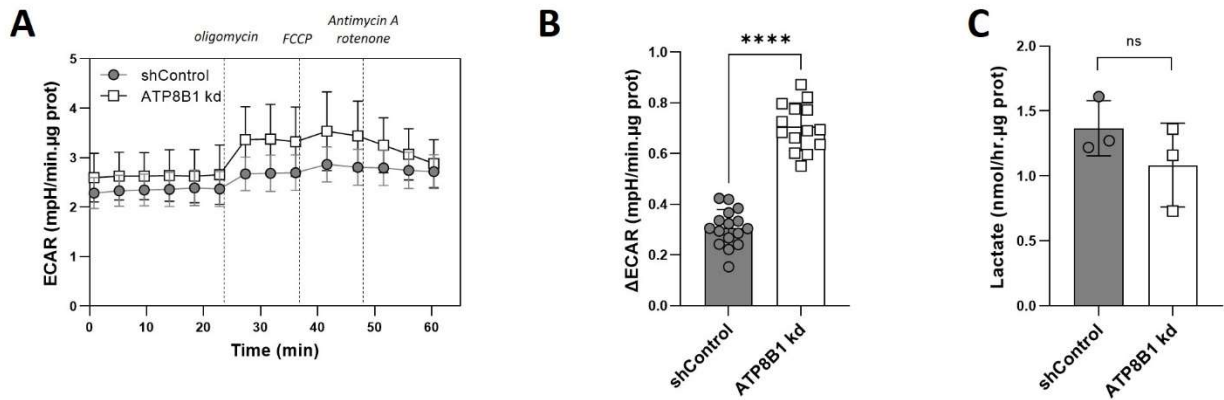 A
oligomycin
FCCP
Antimycin A
rotenone
shControl
ATP8B1 kd
ECAR (mpH/min.µg prot)
5
4
3
2
1
0
0 10 20 30 40 50 60
Time (min)
B
****
ΔECAR (mpH/min.µg prot)
1.0
0.8
0.6
0.4
0.2
0.0
shControl
ATP8B1 kd
C
ns
Lactate (nmol/hr.µg prot)
2.0
1.5
1.0
0.5
0.0
shControl
ATP8B1 kd